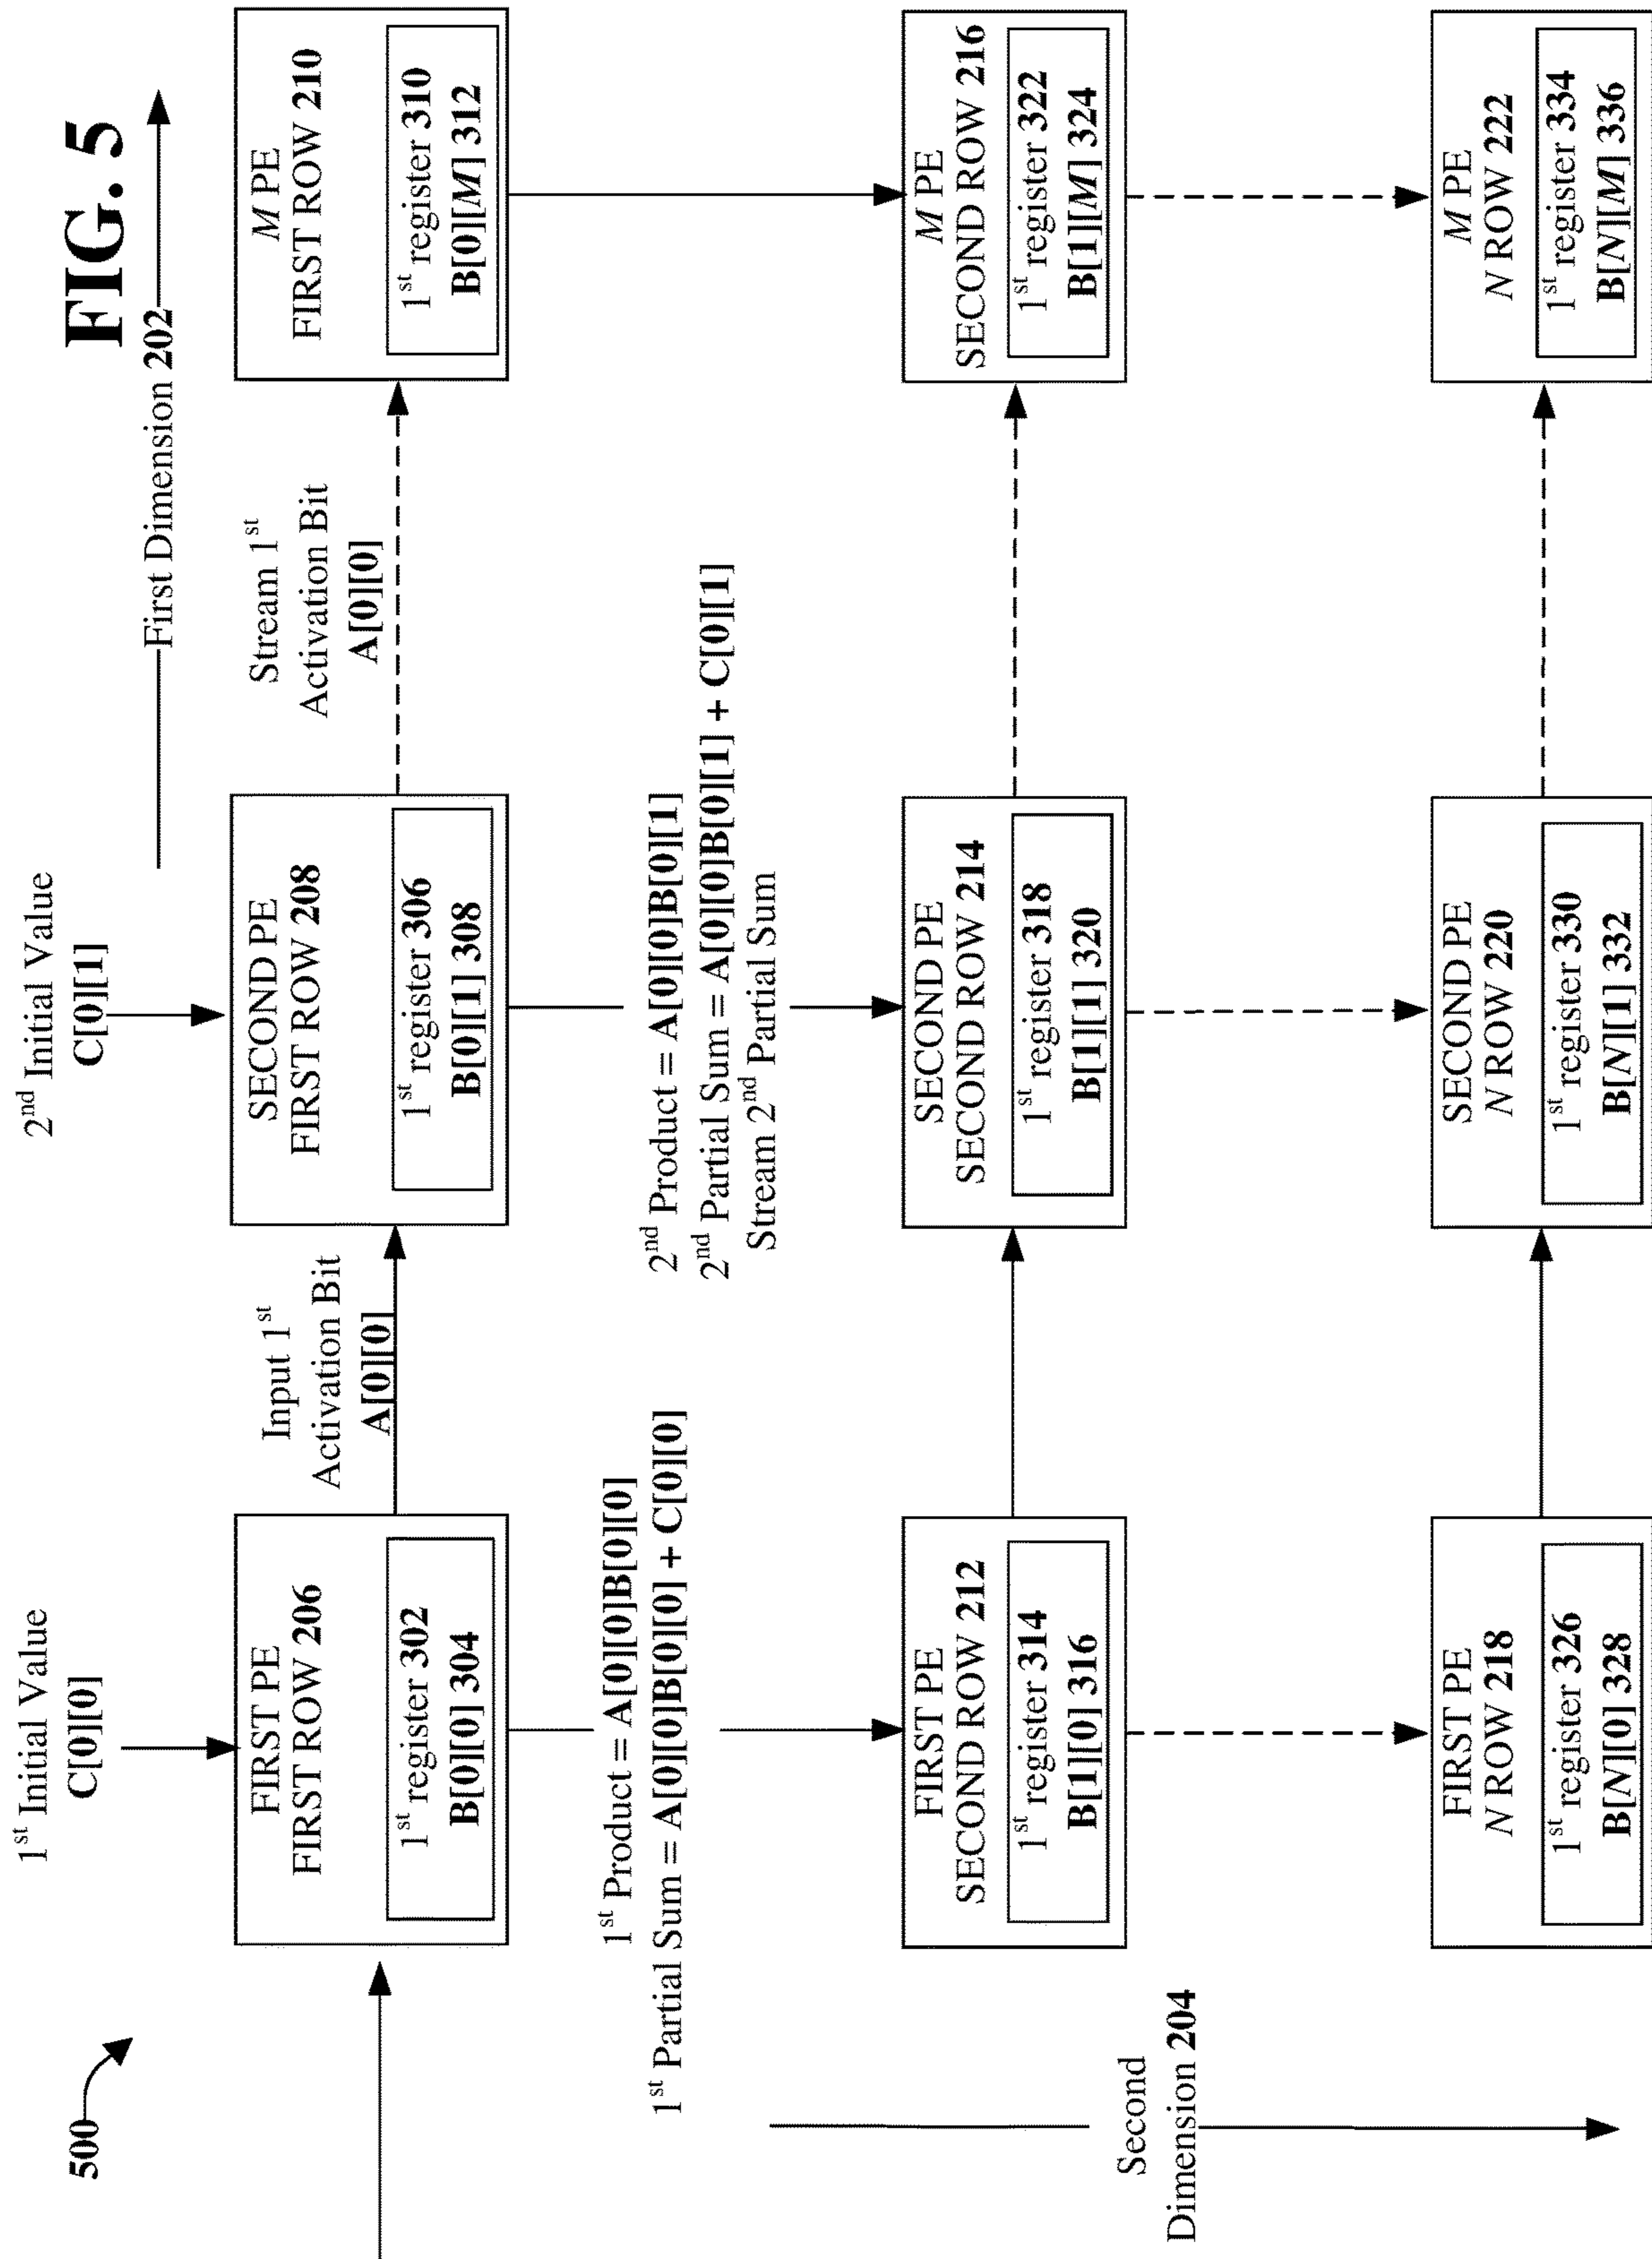 FIG. 5
500
First Dimension 202
1st Initial Value
C[0][0]
2nd Initial Value
C[0][1]
FIRST PE
FIRST ROW 206
1st register 302
B[0][0] 304
Input 1st
Activation Bit
A[0][0]
SECOND PE
FIRST ROW 208
1st register 306
B[0][1] 308
Stream 1st
Activation Bit
A[0][0]
M PE
FIRST ROW 210
1st register 310
B[0][M] 312
1st Product = A[0][0]B[0][0]
1st Partial Sum = A[0][0]B[0][0] + C[0][0]
2nd Product = A[0][0]B[0][1]
2nd Partial Sum = A[0][0]B[0][1] + C[0][1]
Stream 2nd Partial Sum
FIRST PE
SECOND ROW 212
1st register 314
B[1][0] 316
SECOND PE
SECOND ROW 214
1st register 318
B[1][1] 320
M PE
SECOND ROW 216
1st register 322
B[1][M] 324
Second
Dimension 204
FIRST PE
N ROW 218
1st register 326
B[N][0] 328
SECOND PE
N ROW 220
1st register 330
B[N][1] 332
M PE
N ROW 222
1st register 334
B[N][M] 336